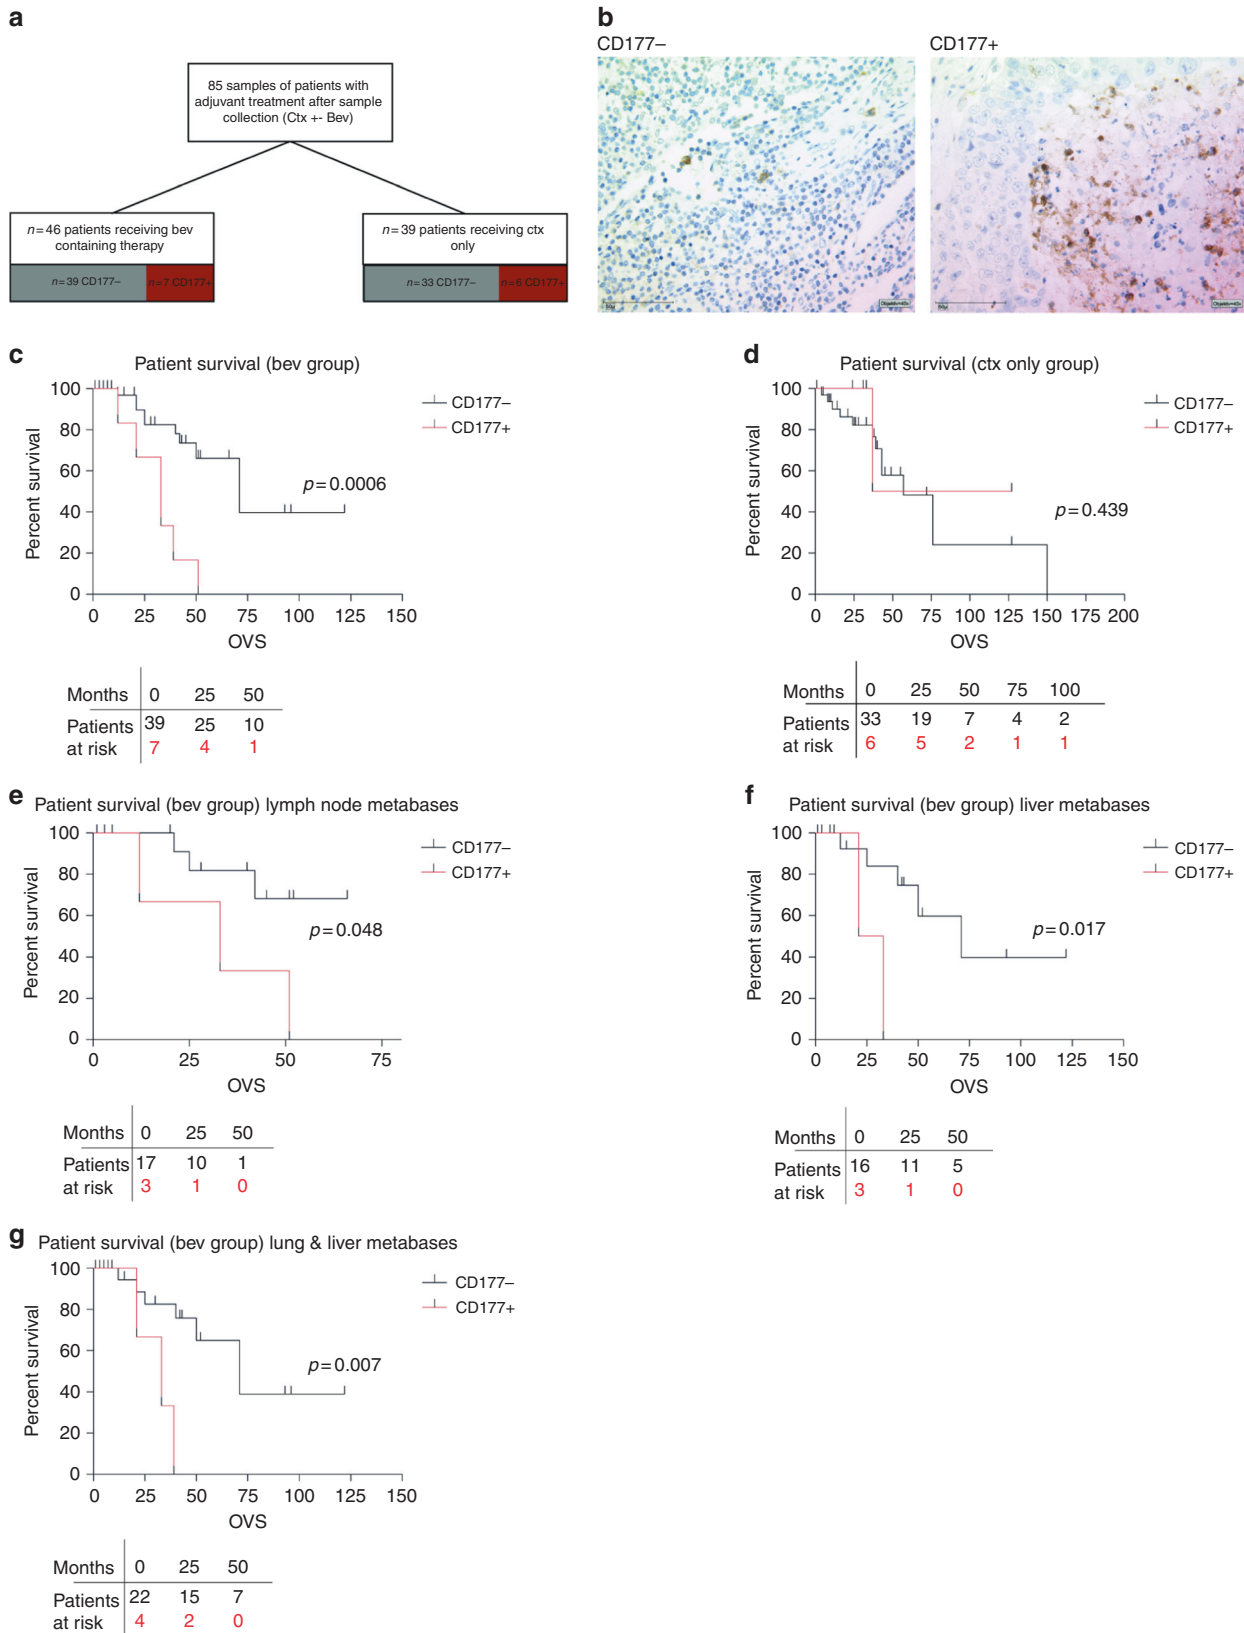 a
85 samples of patients with
adjuvant treatment after sample
collection (Ctx +- Bev)
n=46 patients receiving bev
containing therapy
n=39 CD177–
n=7 CD177+
n=39 patients receiving ctx
only
n=33 CD177–
n=6 CD177+
b
CD177–
CD177+
c
Patient survival (bev group)
Percent survival
100
80
60
40
20
0
0 25 50 75 100 125 150
OVS
CD177–
CD177+
p=0.0006
Months 0 25 50
Patients 39 25 10
at risk 7 4 1
d
Patient survival (ctx only group)
Percent survival
100
80
60
40
20
0
0 25 50 75 100 125 150 175 200
OVS
CD177–
CD177+
p=0.439
Months 0 25 50 75 100
Patients 33 19 7 4 2
at risk 6 5 2 1 1
e
Patient survival (bev group) lymph node metabases
Percent survival
100
80
60
40
20
0
0 25 50 75
OVS
CD177–
CD177+
p=0.048
Months 0 25 50
Patients 17 10 1
at risk 3 1 0
f
Patient survival (bev group) liver metabases
Percent survival
100
80
60
40
20
0
0 25 50 75 100 125 150
OVS
CD177–
CD177+
p=0.017
Months 0 25 50
Patients 16 11 5
at risk 3 1 0
g
Patient survival (bev group) lung & liver metabases
Percent survival
100
80
60
40
20
0
0 25 50 75 100 125 150
OVS
CD177–
CD177+
p=0.007
Months 0 25 50
Patients 22 15 7
at risk 4 2 0